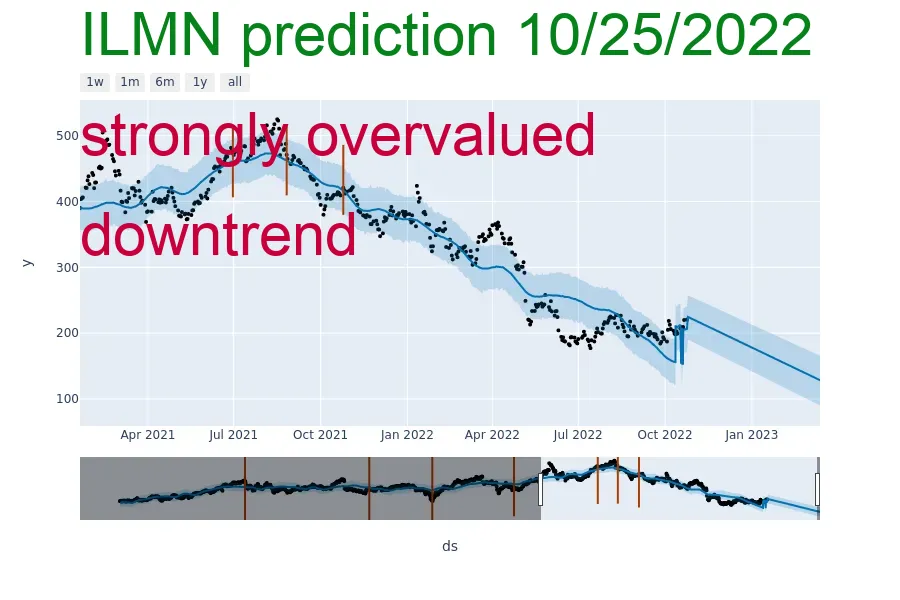 ILMN prediction 10/25/2022
1w 1m 6m 1y all
strongly overvalued
downtrend
500
400
300
200
100
y
Apr 2021 Jul 2021 Oct 2021 Jan 2022 Apr 2022 Jul 2022 Oct 2022 Jan 2023
ds